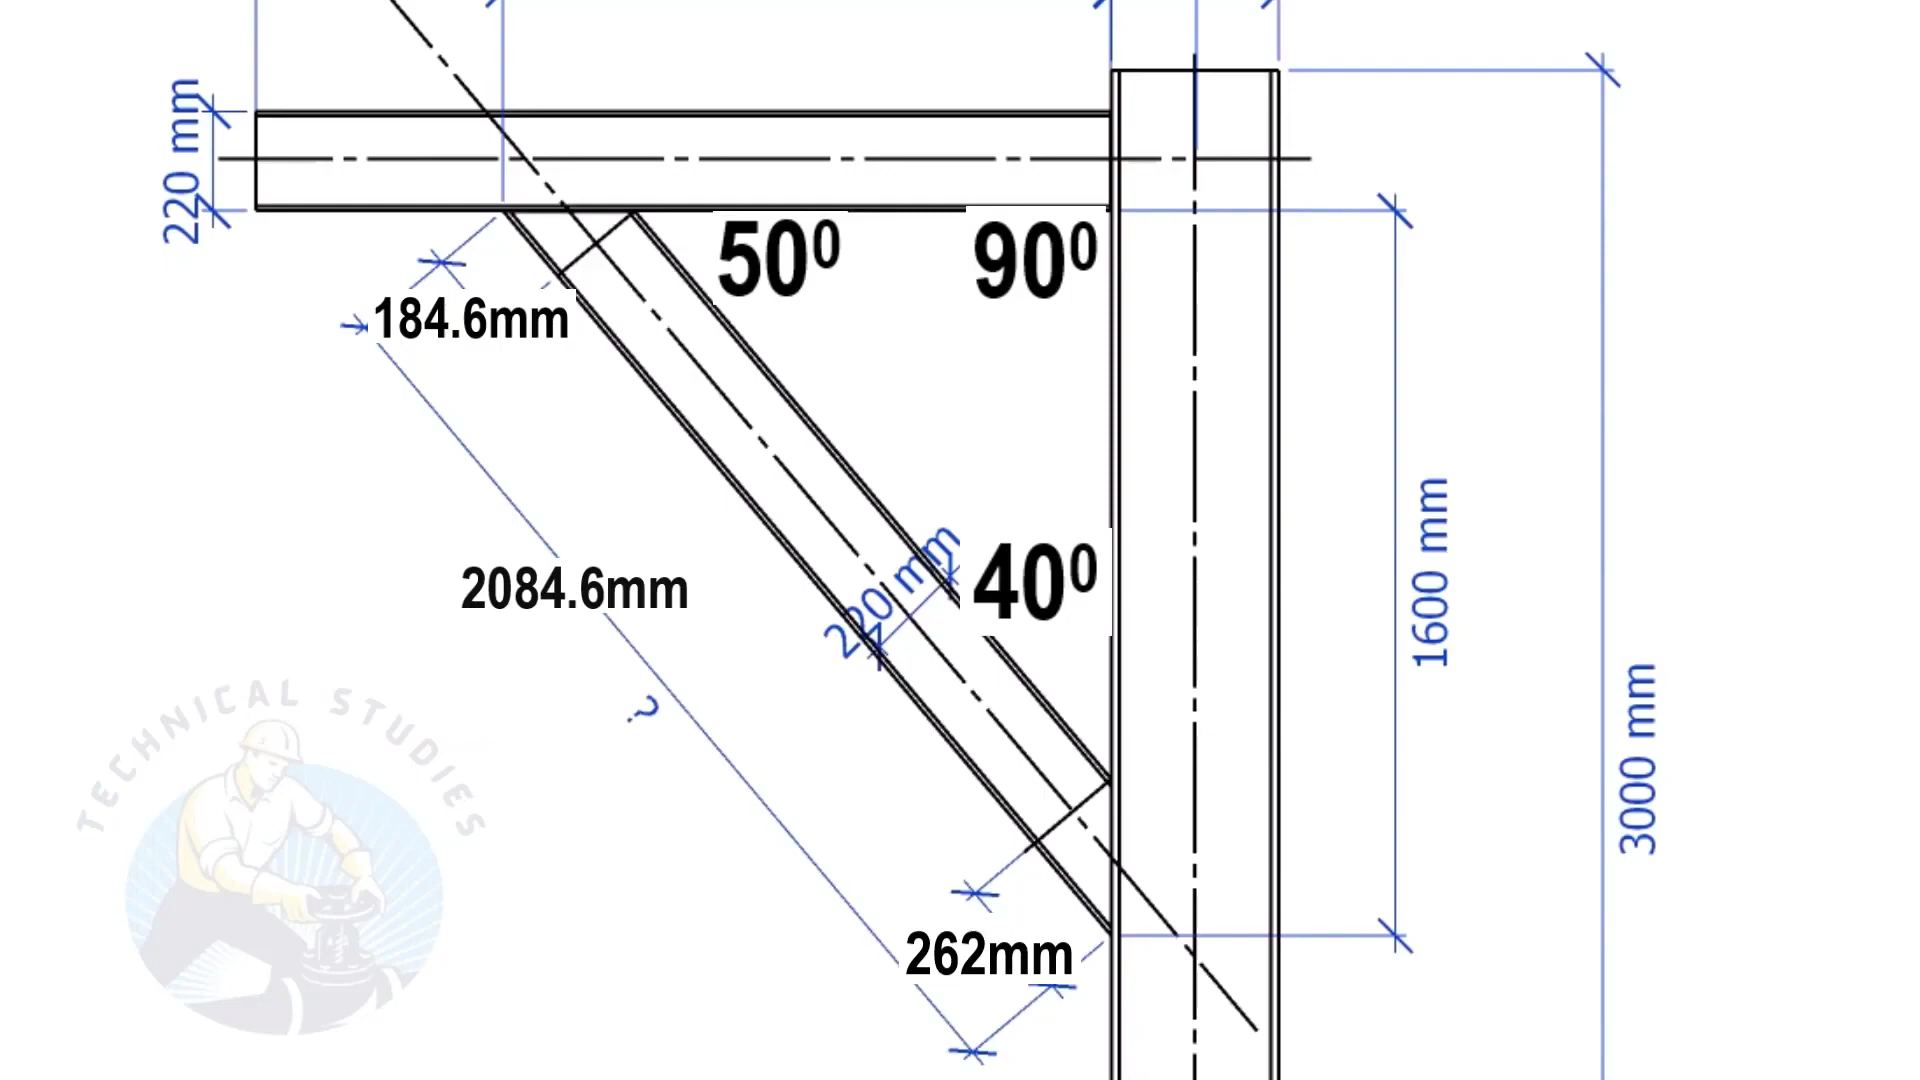 220 mm
50⁰
90⁰
184.6mm
1600 mm
2084.6mm
220 mm
40⁰
?
3000 mm
TECHNICAL STUDIES
262mm